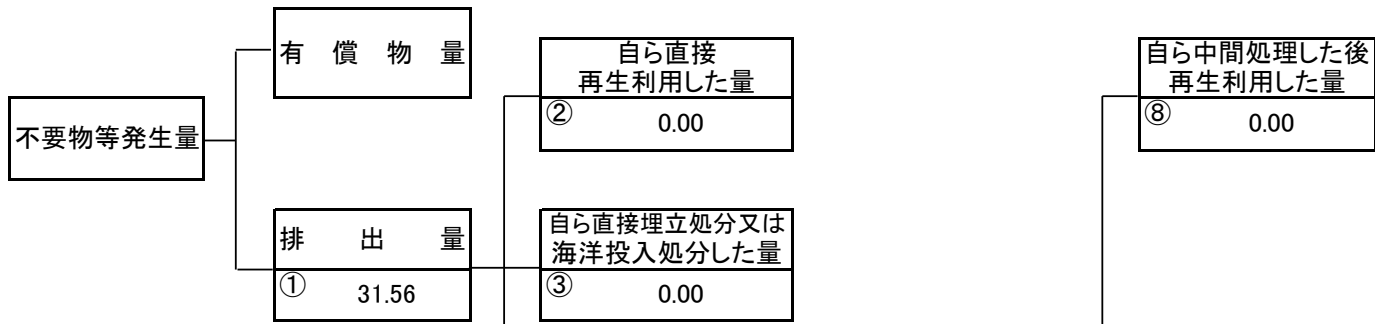 有償物量
自ら直接
再生利用した量
② 0.00
自ら中間処理した後
再生利用した量
⑧ 0.00
不要物等発生量
排出量
① 31.56
自ら直接埋立処分又は
海洋投入処分した量
③ 0.00